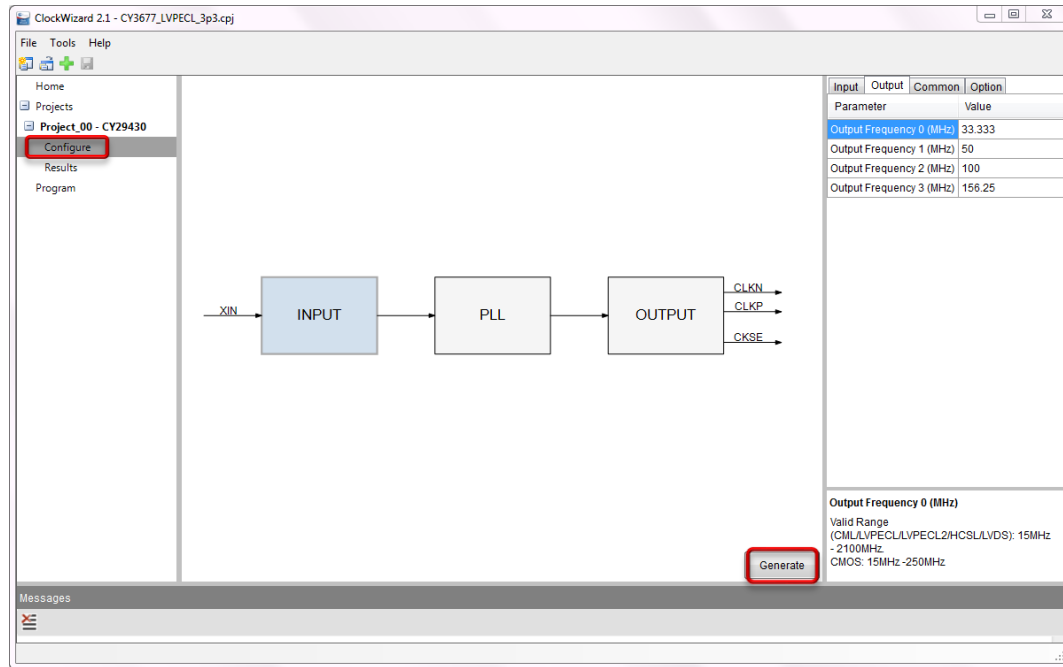 ClockWizard 2.1 - CY3677_LVPECL_3p3.cpj
File Tools Help
Home
Projects
Project_00 - CY29430
Configure
Results
Program
XIN
INPUT
PLL
OUTPUT
CLKN
CLKP
CKSE
Generate
Input Output Common Option
Parameter Value
Output Frequency 0 (MHz) 33.333
Output Frequency 1 (MHz) 50
Output Frequency 2 (MHz) 100
Output Frequency 3 (MHz) 156.25
Output Frequency 0 (MHz)
Valid Range
(CML/LVPECL/LVPECL2/HCSL/LVDS): 15MHz
- 2100MHz.
CMOS: 15MHz -250MHz
Messages